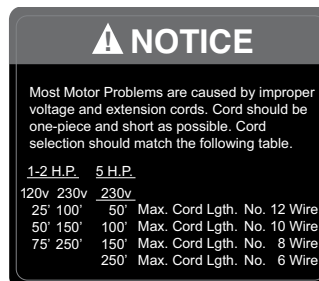 NOTICE
Most Motor Problems are caused by improper
voltage and extension cords. Cord should be
one-piece and short as possible. Cord
selection should match the following table.
1-2 H.P. 5 H.P.
120v 230v 230v
25' 100' 50' Max. Cord Lgth. No. 12 Wire
50' 150' 100' Max. Cord Lgth. No. 10 Wire
75' 250' 150' Max. Cord Lgth. No. 8 Wire
250' Max. Cord Lgth. No. 6 Wire